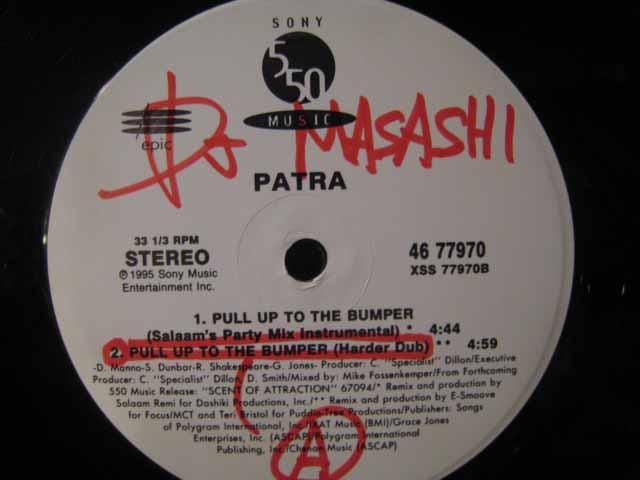 SONY
550
MUSIC
epic
DJ MASASHI
PATRA
33 1/3 RPM
STEREO
℗ 1995 Sony Music
Entertainment Inc.
46 77970
XSS 77970B
1. PULL UP TO THE BUMPER
(Salaam's Party Mix Instrumental) * 4:44
2. PULL UP TO THE BUMPER (Harder Dub) ** 4:59
-D. Manno-S. Dunbar-R. Shakespeare-G. Jones- Producer: C. "Specialist" Dillon/Executive
Producer: C. "Specialist" Dillon, D. Smith/Mixed by: Mike Fossenkemper/From Forthcoming
550 Music Release: "SCENT OF ATTRACTION" 67094/* Remix and production by
Salaam Remi for Dashiki Productions, Inc./** Remix and production by E-Smoove
for Focus/MCT and Teri Bristol for Puddin Tree Productions/Publishers: Songs
of Polygram International, Inc./IXAT Music (BMI)/Grace Jones
Enterprises, Inc. (ASCAP)/Polygram International
Publishing, Inc./Chenan Music (ASCAP)
A